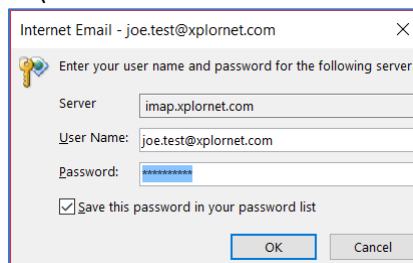 Internet Email - joe.test@xplornet.com
Enter your user name and password for the following server
Server imap.xplornet.com
User Name: joe.test@xplornet.com
Password: **********
Save this password in your password list
OK Cancel